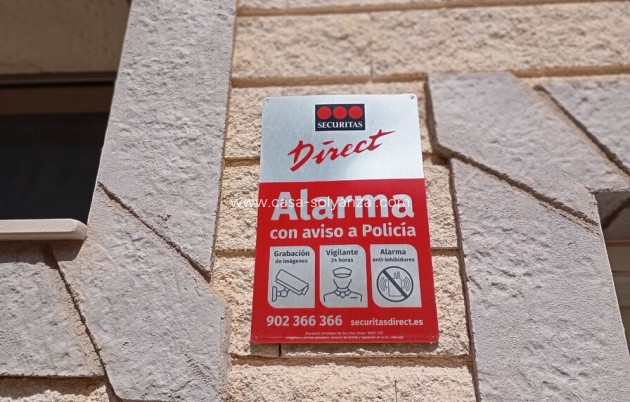 SECURITAS
Direct
Alarma
www.casa-solyanza.com
con aviso a Policía
Grabación
de imágenes
Vigilante
24 horas
Alarma
anti-inhibidores
902 366 366 securitasdirect.es